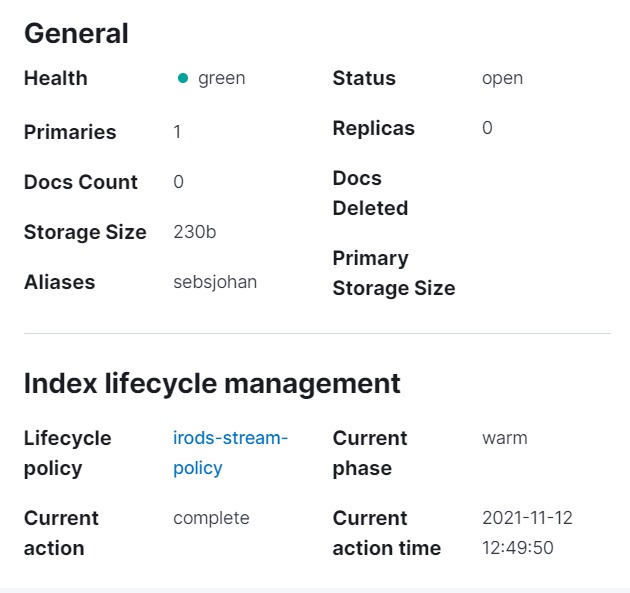 General
Health green Status open
Primaries 1
Replicas 0
Docs Count 0
Docs
Deleted
Storage Size 230b
Primary
Storage Size
Aliases sebsjohan
Index lifecycle management
Lifecycle irods-stream- Current warm
policy policy phase
Current complete Current 2021-11-12
action action time 12:49:50